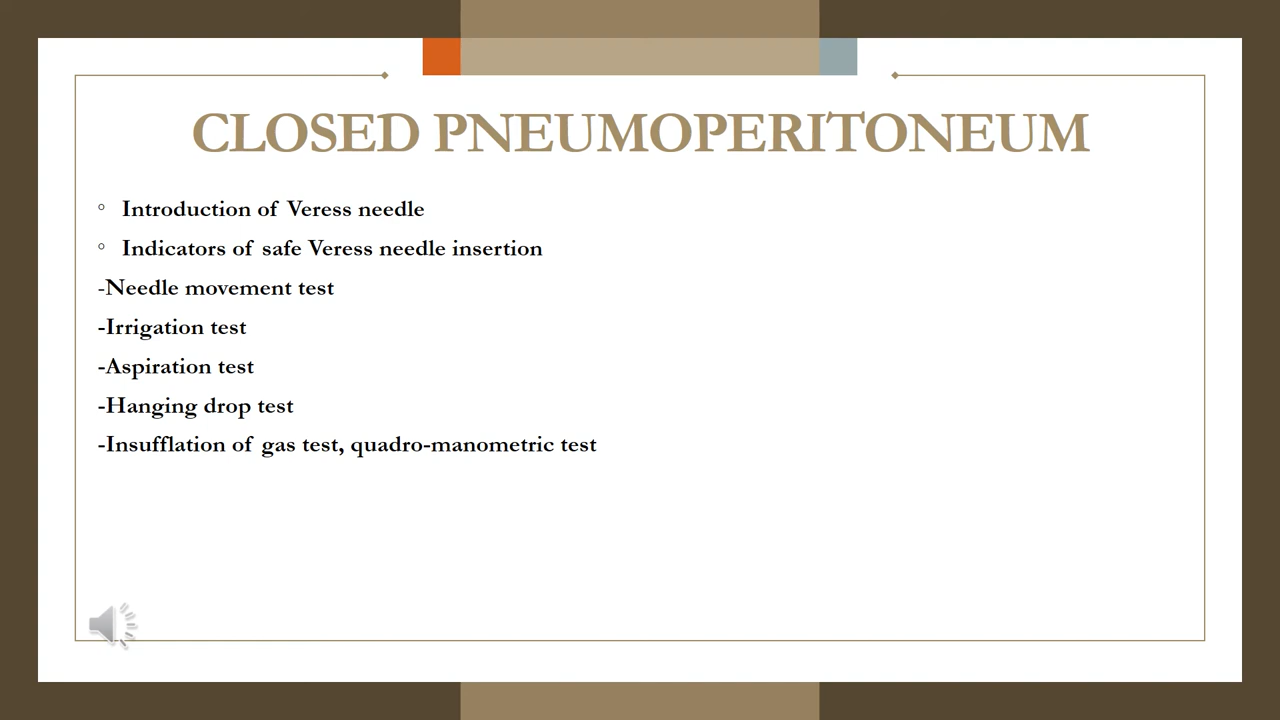 CLOSED PNEUMOPERITONEUM
◦ Introduction of Veress needle
◦ Indicators of safe Veress needle insertion
-Needle movement test
-Irrigation test
-Aspiration test
-Hanging drop test
-Insufflation of gas test, quadro-manometric test